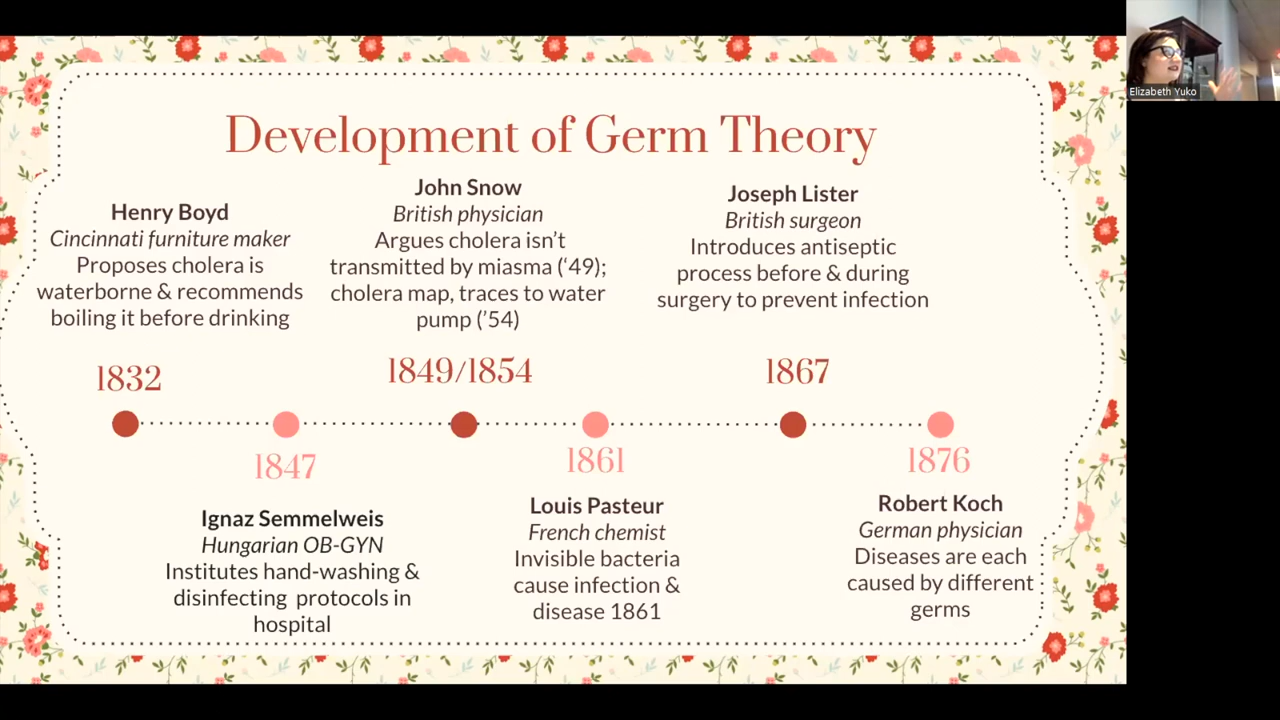 Development of Germ Theory
Henry Boyd
Cincinnati furniture maker
Proposes cholera is
waterborne & recommends
boiling it before drinking
1832
John Snow
British physician
Argues cholera isn't
transmitted by miasma (‘49);
cholera map, traces to water
pump (’54)
1849/1854
Joseph Lister
British surgeon
Introduces antiseptic
process before & during
surgery to prevent infection
1867
1847
Ignaz Semmelweis
Hungarian OB-GYN
Institutes hand-washing &
disinfecting protocols in
hospital
1861
Louis Pasteur
French chemist
Invisible bacteria
cause infection &
disease 1861
1876
Robert Koch
German physician
Diseases are each
caused by different
germs
Elizabeth Yuko